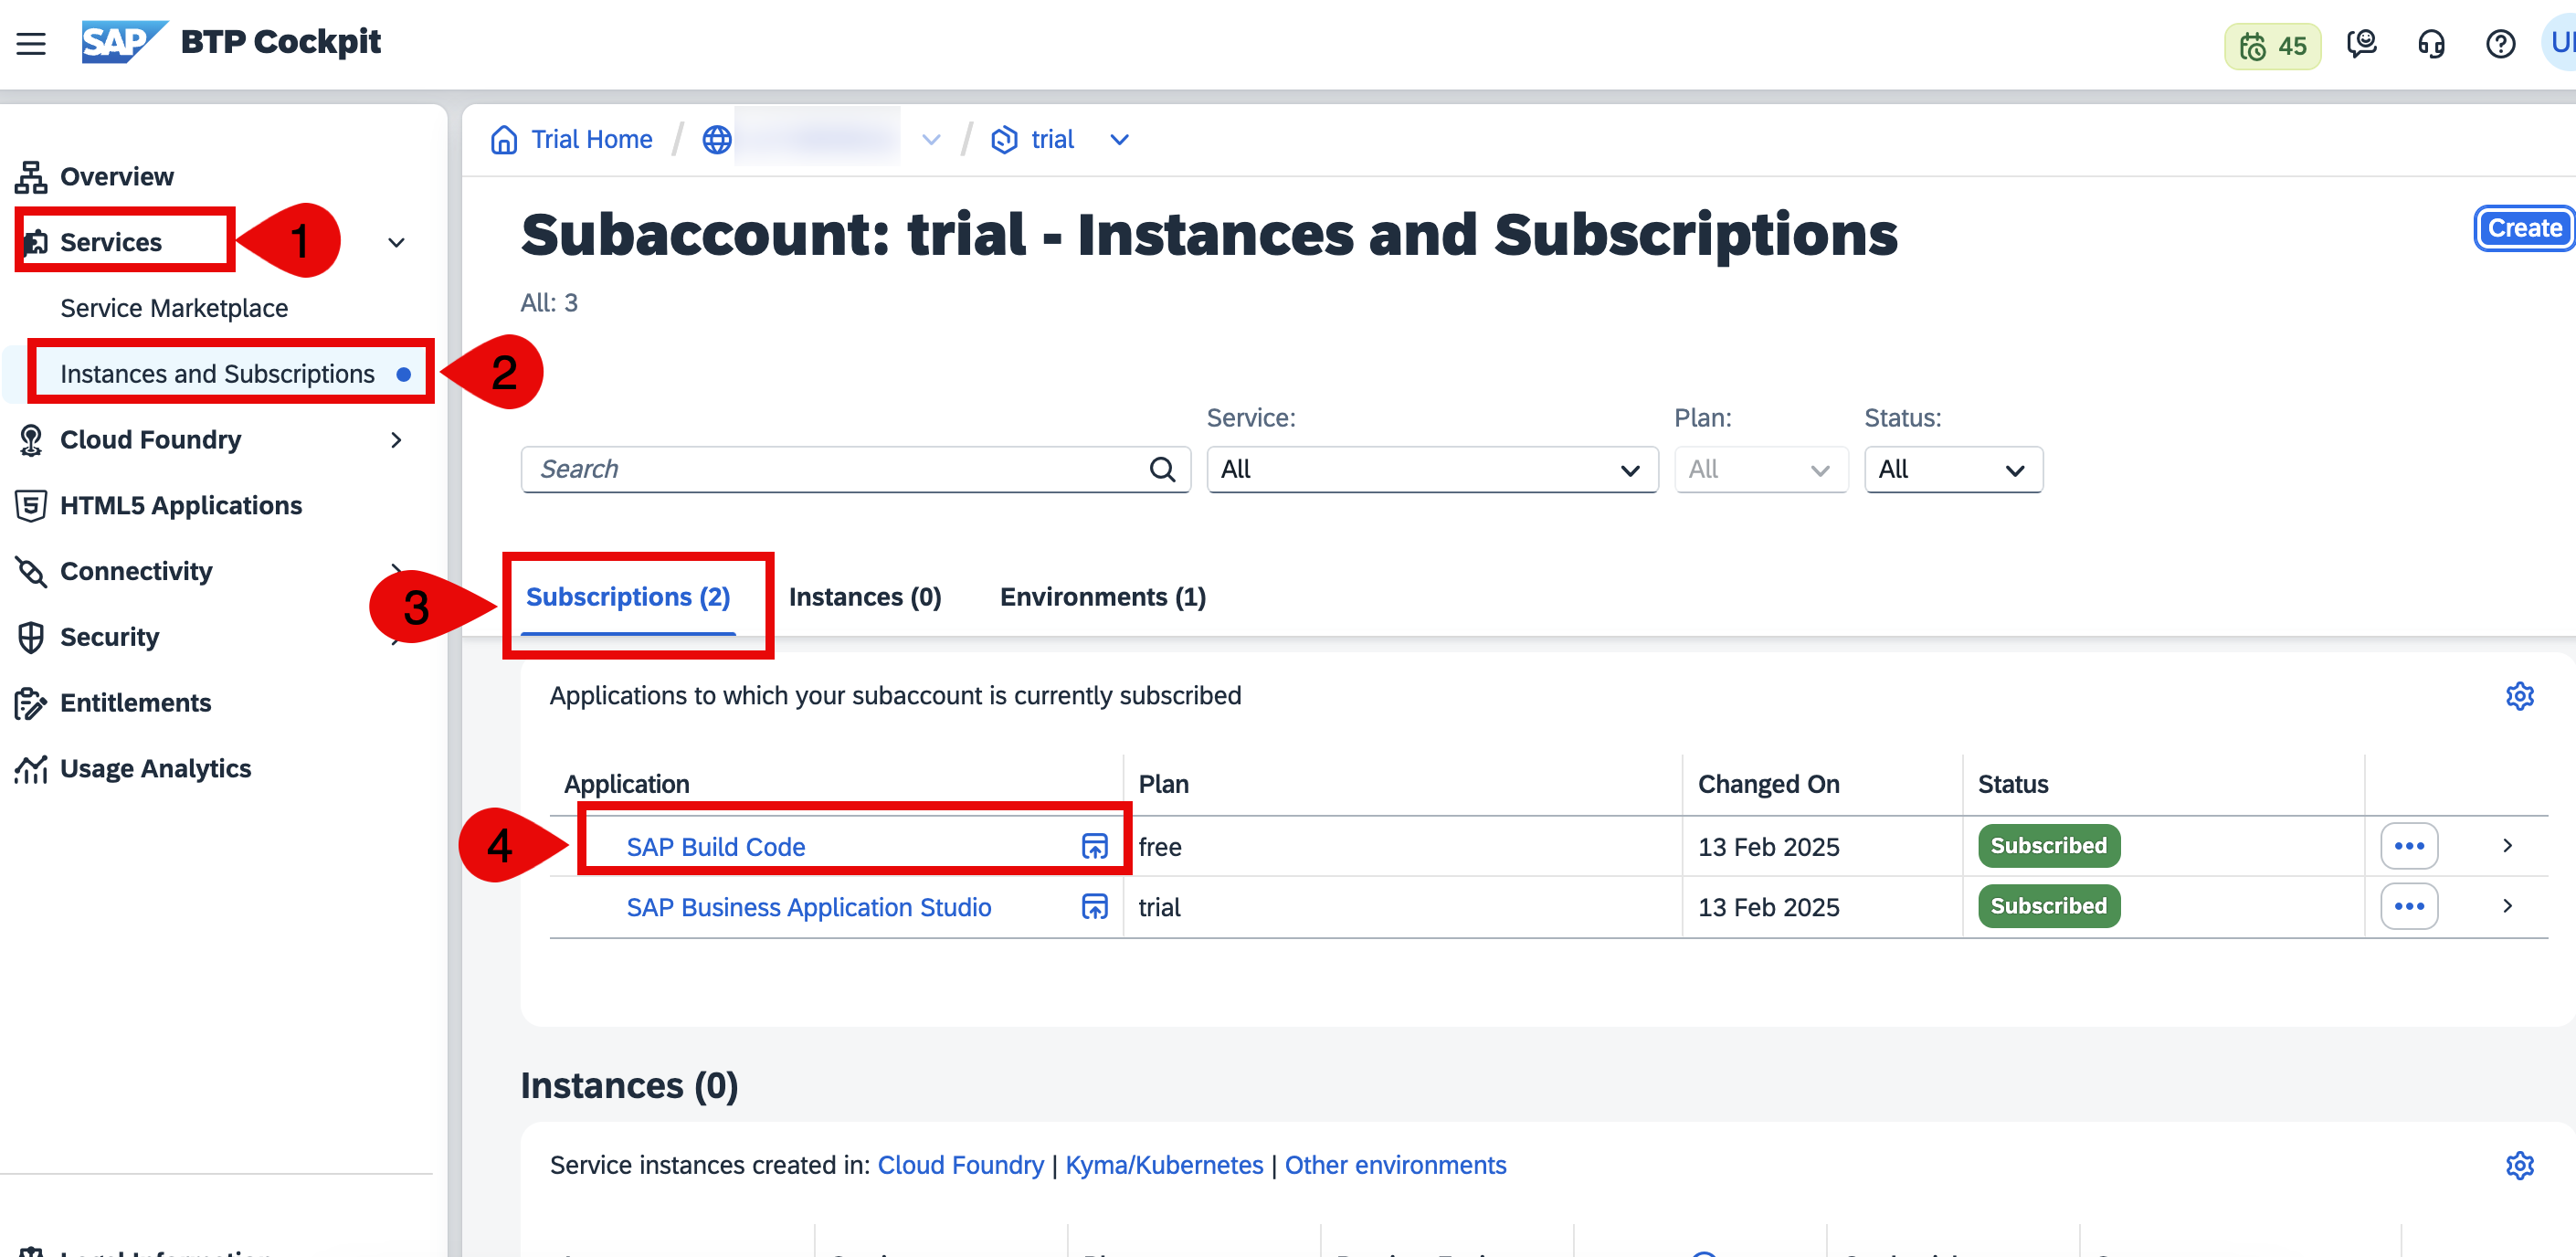 SAP BTP Cockpit
45
Trial Home / / trial
Overview
Services
1
Service Marketplace
Instances and Subscriptions
2
Cloud Foundry
HTML5 Applications
Connectivity
Security
Entitlements
Usage Analytics
Subaccount: trial - Instances and Subscriptions
Create
All: 3
Service:
Plan:
Status:
Search
All
All
All
3
Subscriptions (2)
Instances (0)
Environments (1)
Applications to which your subaccount is currently subscribed
Application Plan Changed On Status
4
SAP Build Code free 13 Feb 2025 Subscribed
SAP Business Application Studio trial 13 Feb 2025 Subscribed
Instances (0)
Service instances created in: Cloud Foundry | Kyma/Kubernetes | Other environments